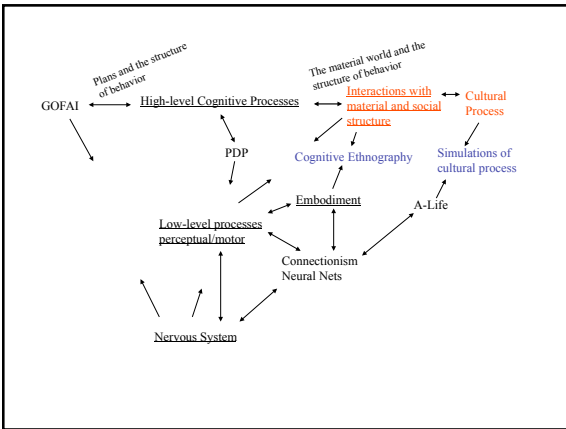 Plans and the structure
of behavior
The material world and the
structure of behavior
GOFAI
High-level Cognitive Processes
Interactions with
material and social
structure
Cultural
Process
PDP
Cognitive Ethnography
Simulations of
cultural process
Embodiment
A-Life
Low-level processes
perceptual/motor
Connectionism
Neural Nets
Nervous System